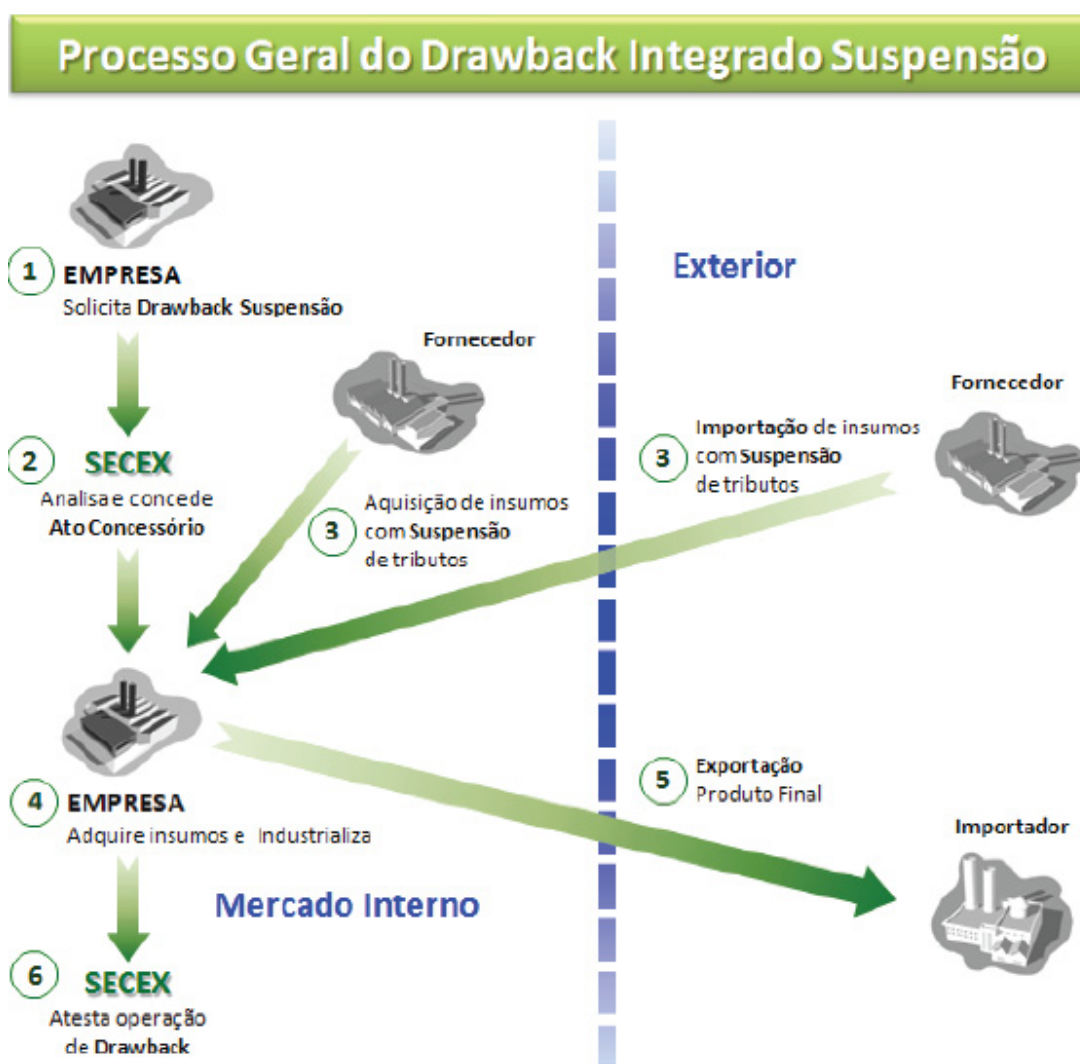 Processo Geral do Drawback Integrado Suspensão
1
EMPRESA
Solicita Drawback Suspensão
Exterior
Fornecedor
Fornecedor
2
SECEX
Analisa e concede
Ato Concessório
3
Aquisição de insumos
com Suspensão
de tributos
3
Importação de insumos
com Suspensão
de tributos
4
EMPRESA
Adquire insumos e Industrializa
5
Exportação
Produto Final
Importador
Mercado Interno
6
SECEX
Atesta operação
de Drawback